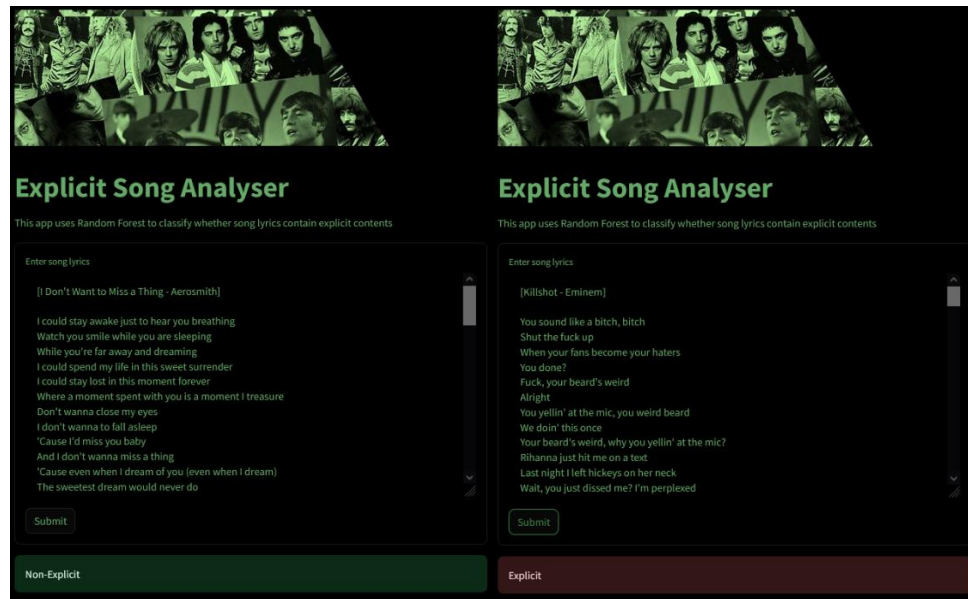 DAILY
Explicit Song Analyser
This app uses Random Forest to classify whether song lyrics contain explicit contents
Enter song lyrics
[I Don't Want to Miss a Thing - Aerosmith]
I could stay awake just to hear you breathing
Watch you smile while you are sleeping
While you're far away and dreaming
I could spend my life in this sweet surrender
I could stay lost in this moment forever
Where a moment spent with you is a moment I treasure
Don't wanna close my eyes
I don't wanna to fall asleep
'Cause I'd miss you baby
And I don't wanna miss a thing
'Cause even when I dream of you (even when I dream)
The sweetest dream would never do
Submit
Non-Explicit
DAILY
Explicit Song Analyser
This app uses Random Forest to classify whether song lyrics contain explicit contents
Enter song lyrics
[Killshot - Eminem]
You sound like a bitch, bitch
Shut the fuck up
When your fans become your haters
You done?
Fuck, your beard's weird
Alright
You yellin' at the mic, you weird beard
We doin' this once
Your beard's weird, why you yellin' at the mic?
Rihanna just hit me on a text
Last night I left hickeys on her neck
Wait, you just dissed me? I'm perplexed
Submit
Explicit